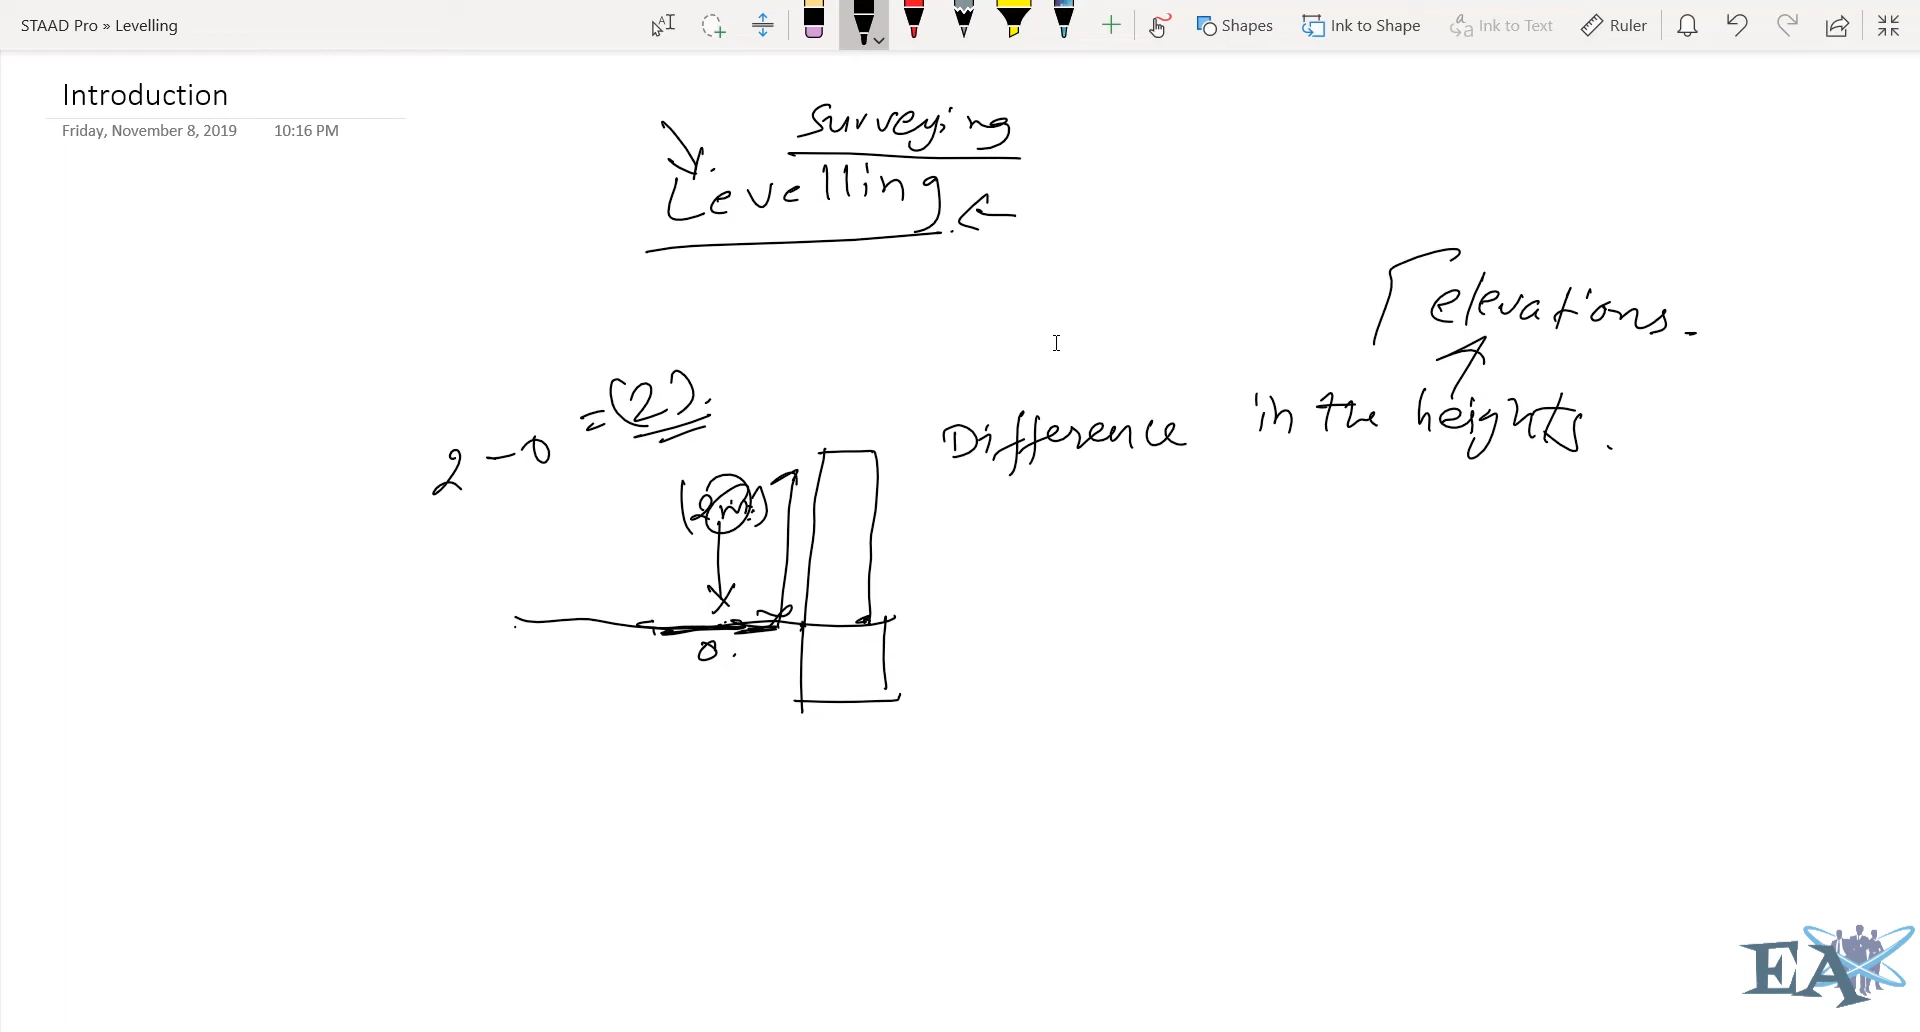 STAAD Pro » Levelling
Shapes
Ink to Shape
Ink to Text
Ruler
Introduction
Friday, November 8, 2019 10:16 PM
Surveying
Levelling
elevations.
Difference in the heights.
2 - 0 = (2).
(2m)
0.
EA